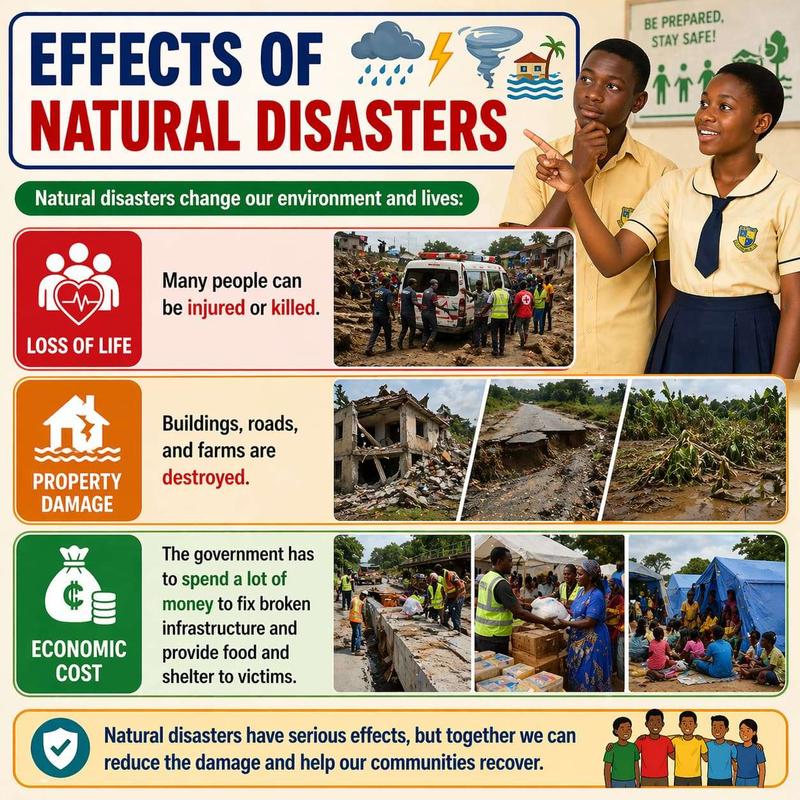 EFFECTS OF
NATURAL DISASTERS
BE PREPARED,
STAY SAFE!
Natural disasters change our environment and lives:
LOSS OF LIFE
Many people can
be injured or killed.
PROPERTY
DAMAGE
Buildings, roads,
and farms are
destroyed.
₵
ECONOMIC
COST
The government has
to spend a lot of
money to fix broken
infrastructure and
provide food and
shelter to victims.
Natural disasters have serious effects, but together we can
reduce the damage and help our communities recover.